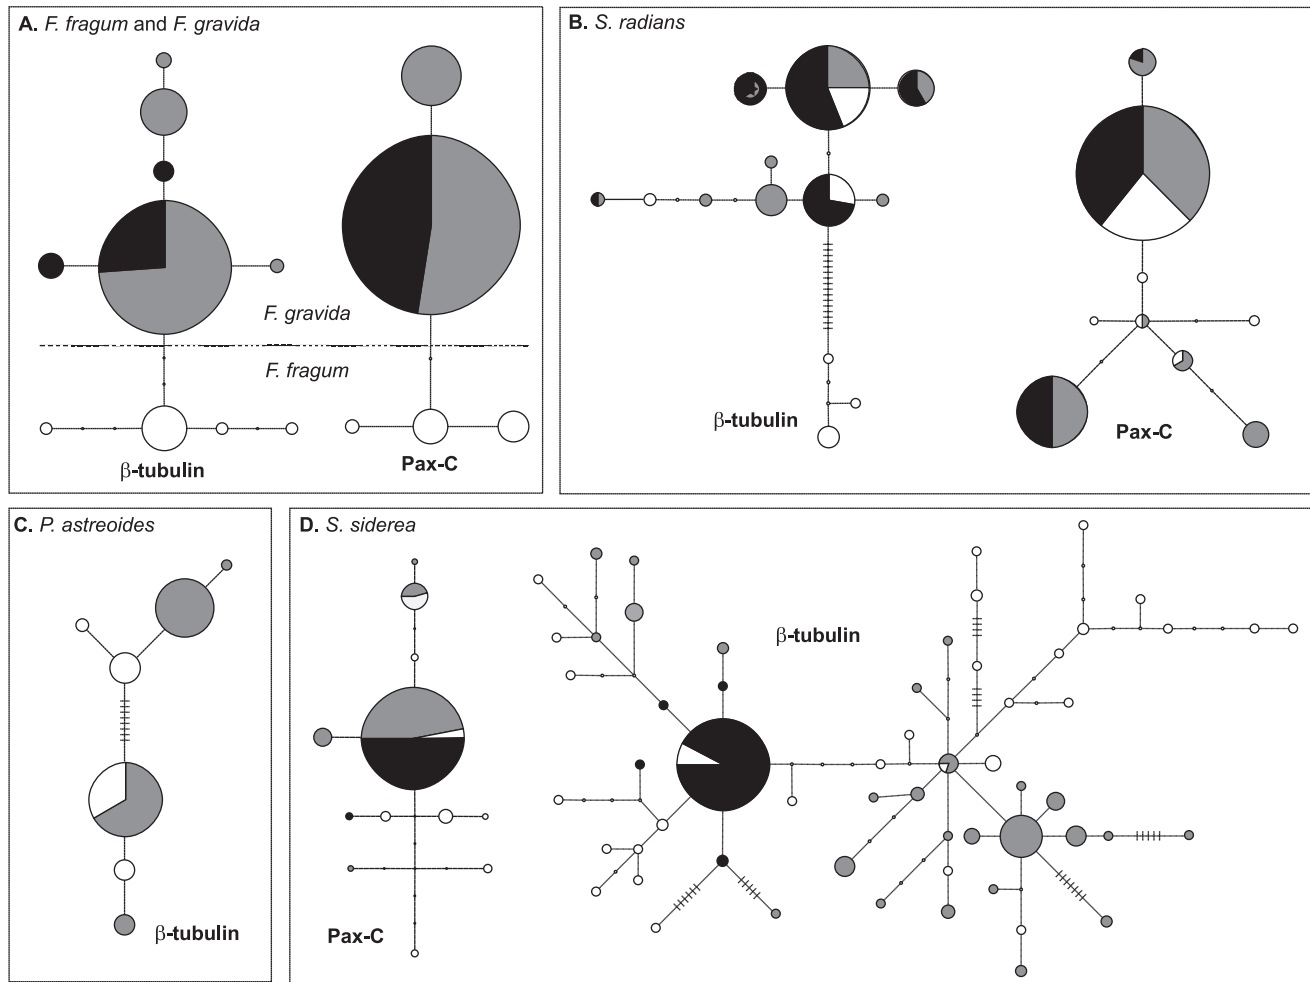 A. F. fragum and F. gravida
F. gravida
F. fragum
β-tubulin
Pax-C
B. S. radians
β-tubulin
Pax-C
C. P. astreoides
β-tubulin
D. S. siderea
β-tubulin
Pax-C